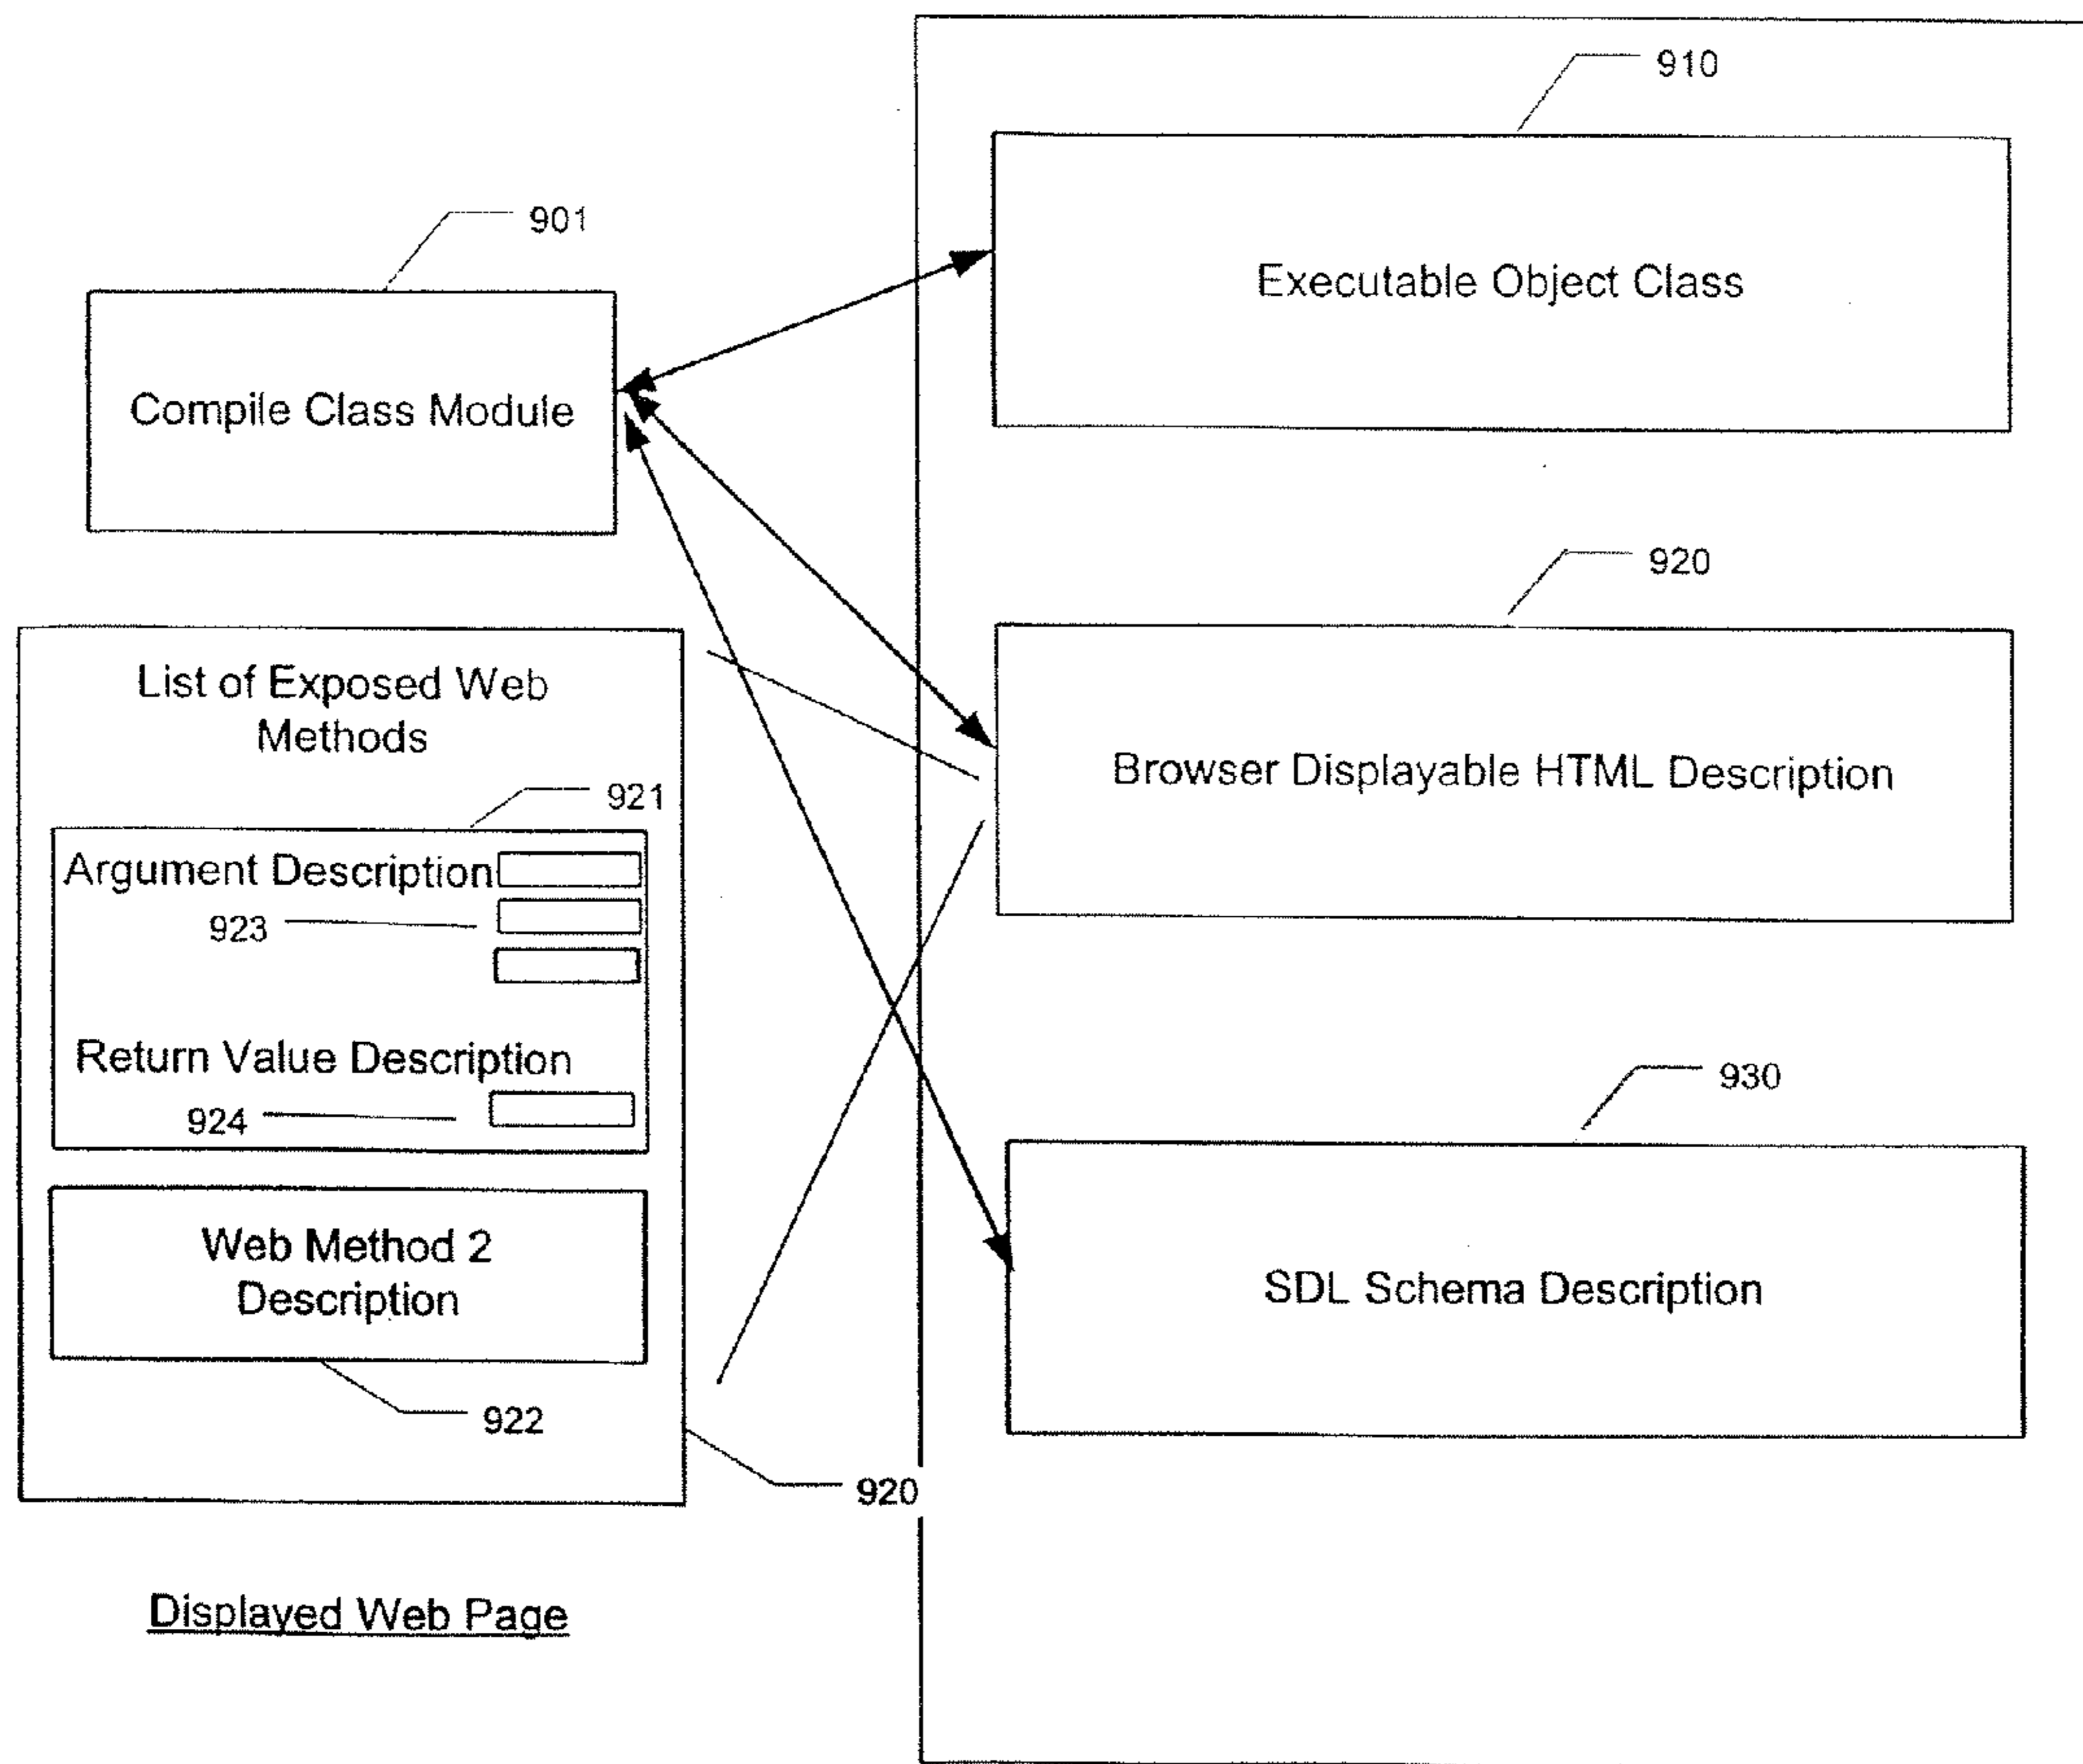 910
901
Executable Object Class
Compile Class Module
920
List of Exposed Web
Methods
Browser Displayable HTML Description
921
Argument Description
923
Return Value Description
924
930
Web Method 2
Description
SDL Schema Description
922
920
Displayed Web Page